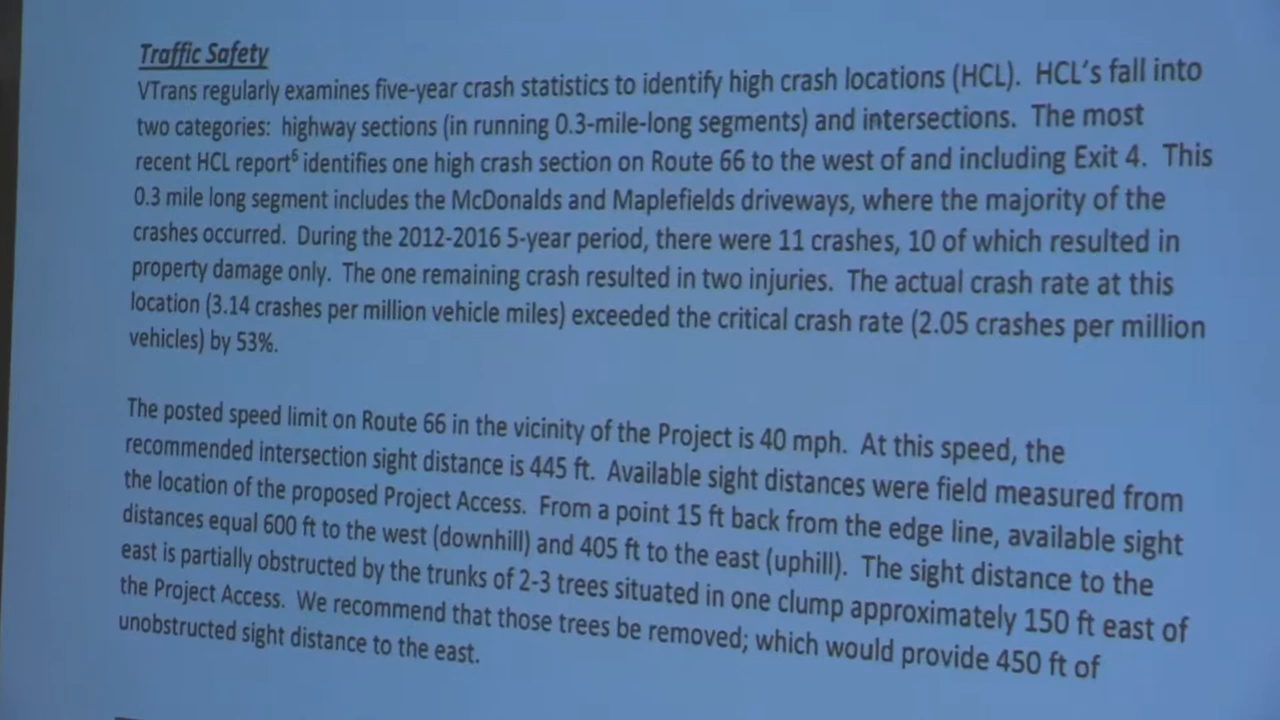 Traffic Safety
VTrans regularly examines five-year crash statistics to identify high crash locations (HCL). HCL's fall into
two categories: highway sections (in running 0.3-mile-long segments) and intersections. The most
recent HCL report⁶ identifies one high crash section on Route 66 to the west of and including Exit 4. This
0.3 mile long segment includes the McDonalds and Maplefields driveways, where the majority of the
crashes occurred. During the 2012-2016 5-year period, there were 11 crashes, 10 of which resulted in
property damage only. The one remaining crash resulted in two injuries. The actual crash rate at this
location (3.14 crashes per million vehicle miles) exceeded the critical crash rate (2.05 crashes per million
vehicles) by 53%.
The posted speed limit on Route 66 in the vicinity of the Project is 40 mph. At this speed, the
recommended intersection sight distance is 445 ft. Available sight distances were field measured from
the location of the proposed Project Access. From a point 15 ft back from the edge line, available sight
distances equal 600 ft to the west (downhill) and 405 ft to the east (uphill). The sight distance to the
east is partially obstructed by the trunks of 2-3 trees situated in one clump approximately 150 ft east of
the Project Access. We recommend that those trees be removed; which would provide 450 ft of
unobstructed sight distance to the east.